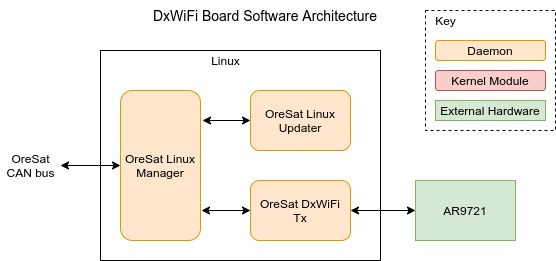 DxWiFi Board Software Architecture
Key
Daemon
Kernel Module
External Hardware
Linux
OreSat
CAN bus
OreSat Linux
Manager
OreSat Linux
Updater
OreSat DxWiFi
Tx
AR9721